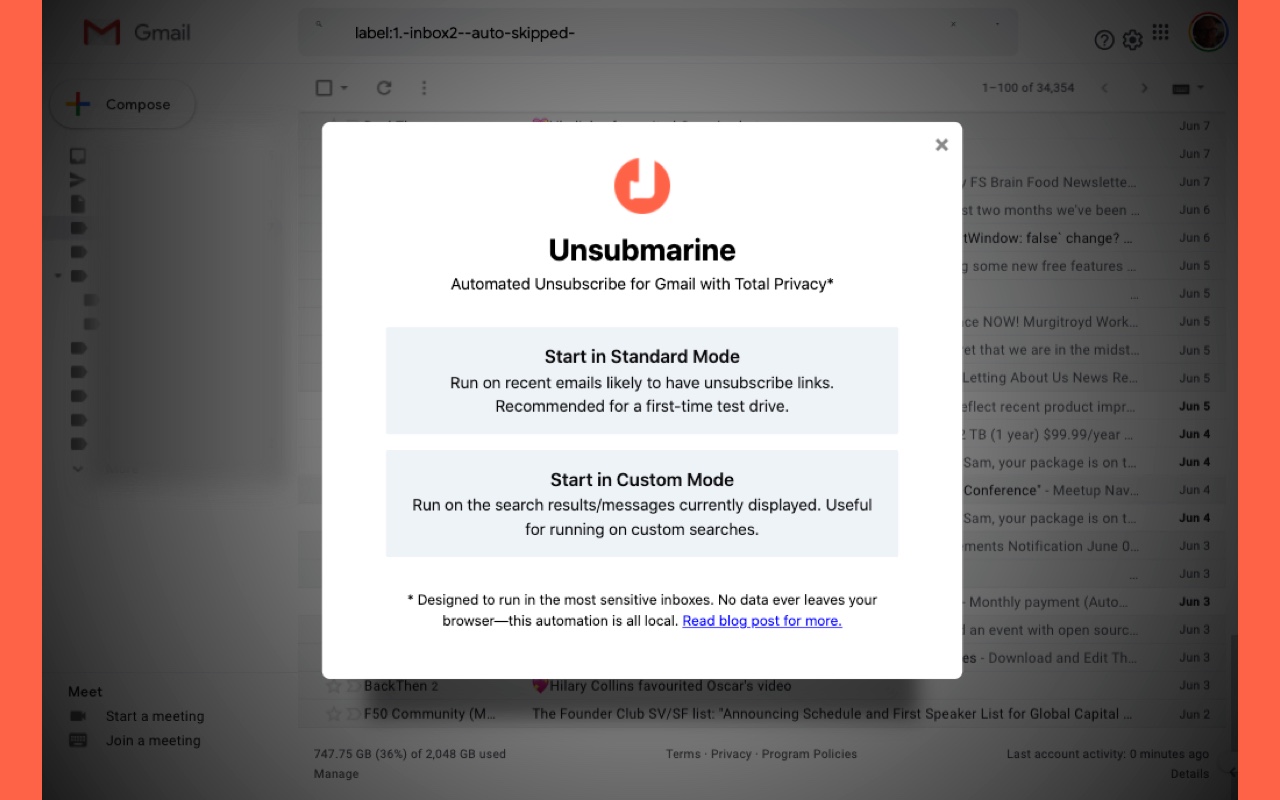 Gmail
label:1.-inbox2--auto-skipped-
Compose
1–100 of 34,354
Jun 7
Jun 7
FS Brain Food Newslette... Jun 7
st two months we've been ... Jun 6
tWindow: false` change? ... Jun 6
some new free features ... Jun 5
... Jun 5
ce NOW! Murgitroyd Work... Jun 5
et that we are in the midst... Jun 5
Letting About Us News Re... Jun 5
eflect recent product impr... Jun 5
TB (1 year) $99.99/year ... Jun 4
Sam, your package is on t... Jun 4
Conference" - Meetup Nav... Jun 4
Sam, your package is on t... Jun 4
ments Notification June 0... Jun 3
... Jun 3
- Monthly payment (Auto... Jun 3
an event with open sourc... Jun 3
es - Download and Edit Th... Jun 3
Unsubmarine
Automated Unsubscribe for Gmail with Total Privacy*
Start in Standard Mode
Run on recent emails likely to have unsubscribe links.
Recommended for a first-time test drive.
Start in Custom Mode
Run on the search results/messages currently displayed. Useful
for running on custom searches.
* Designed to run in the most sensitive inboxes. No data ever leaves your
browser—this automation is all local. Read blog post for more.
BackThen 2 Hilary Collins favourited Oscar's video Jun 3
F50 Community (M... The Founder Club SV/SF list: "Announcing Schedule and First Speaker List for Global Capital ... Jun 2
Meet
Start a meeting
Join a meeting
747.75 GB (36%) of 2,048 GB used
Manage
Terms · Privacy · Program Policies
Last account activity: 0 minutes ago
Details